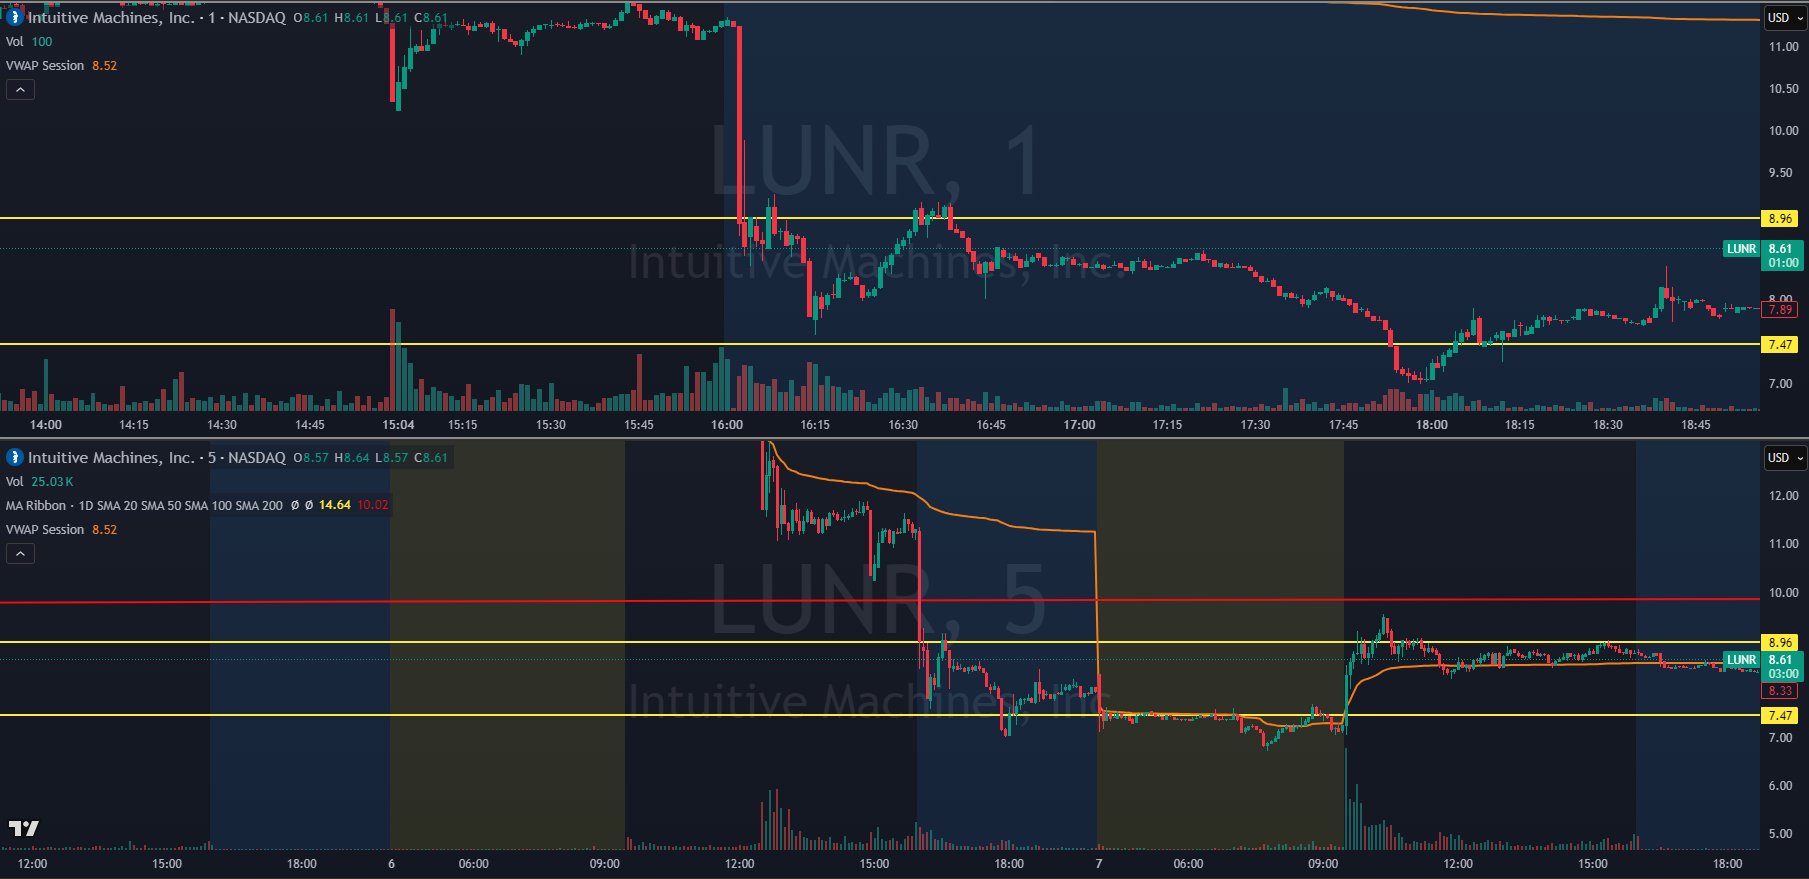 Intuitive Machines, Inc. · 1 · NASDAQ O8.61 H8.61 L8.61 C8.61
Vol 100
VWAP Session 8.52
USD
11.00
10.50
10.00
9.50
8.96
LUNR 8.61
01:00
8.00
7.89
7.47
7.00
LUNR, 1
Intuitive Machines, Inc.
14:00 14:15 14:30 14:45 15:04 15:15 15:30 15:45 16:00 16:15 16:30 16:45 17:00 17:15 17:30 17:45 18:00 18:15 18:30 18:45
Intuitive Machines, Inc. · 5 · NASDAQ O8.57 H8.64 L8.57 C8.61
Vol 25.03K
MA Ribbon · 1D SMA 20 SMA 50 SMA 100 SMA 200 Ø Ø 14.64 10.02
VWAP Session 8.52
USD
12.00
11.00
10.00
8.96
LUNR 8.61
03:00
8.33
7.47
7.00
6.00
5.00
LUNR, 5
Intuitive Machines, Inc.
12:00 15:00 18:00 6 06:00 09:00 12:00 15:00 18:00 7 06:00 09:00 12:00 15:00 18:00